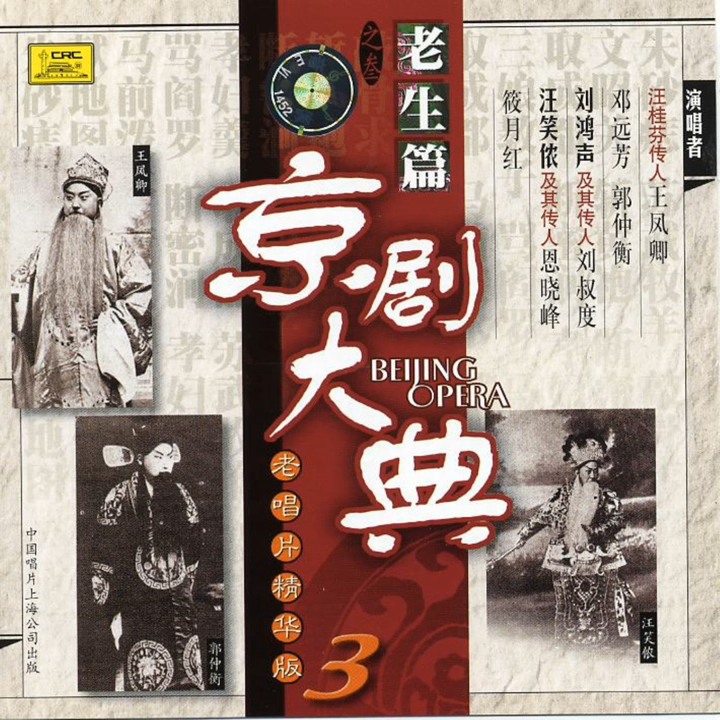 CRC
1452
老生篇
之叁
京剧大典
BEIJING
OPERA
老唱片精华版
3
演唱者
汪桂芬传人王凤卿
邓远芳 郭仲衡
刘鸿声及其传人刘叔度
汪笑侬及其传人恩晓峰
筱月红
王凤卿
郭仲衡
汪笑侬
中国唱片上海公司出版